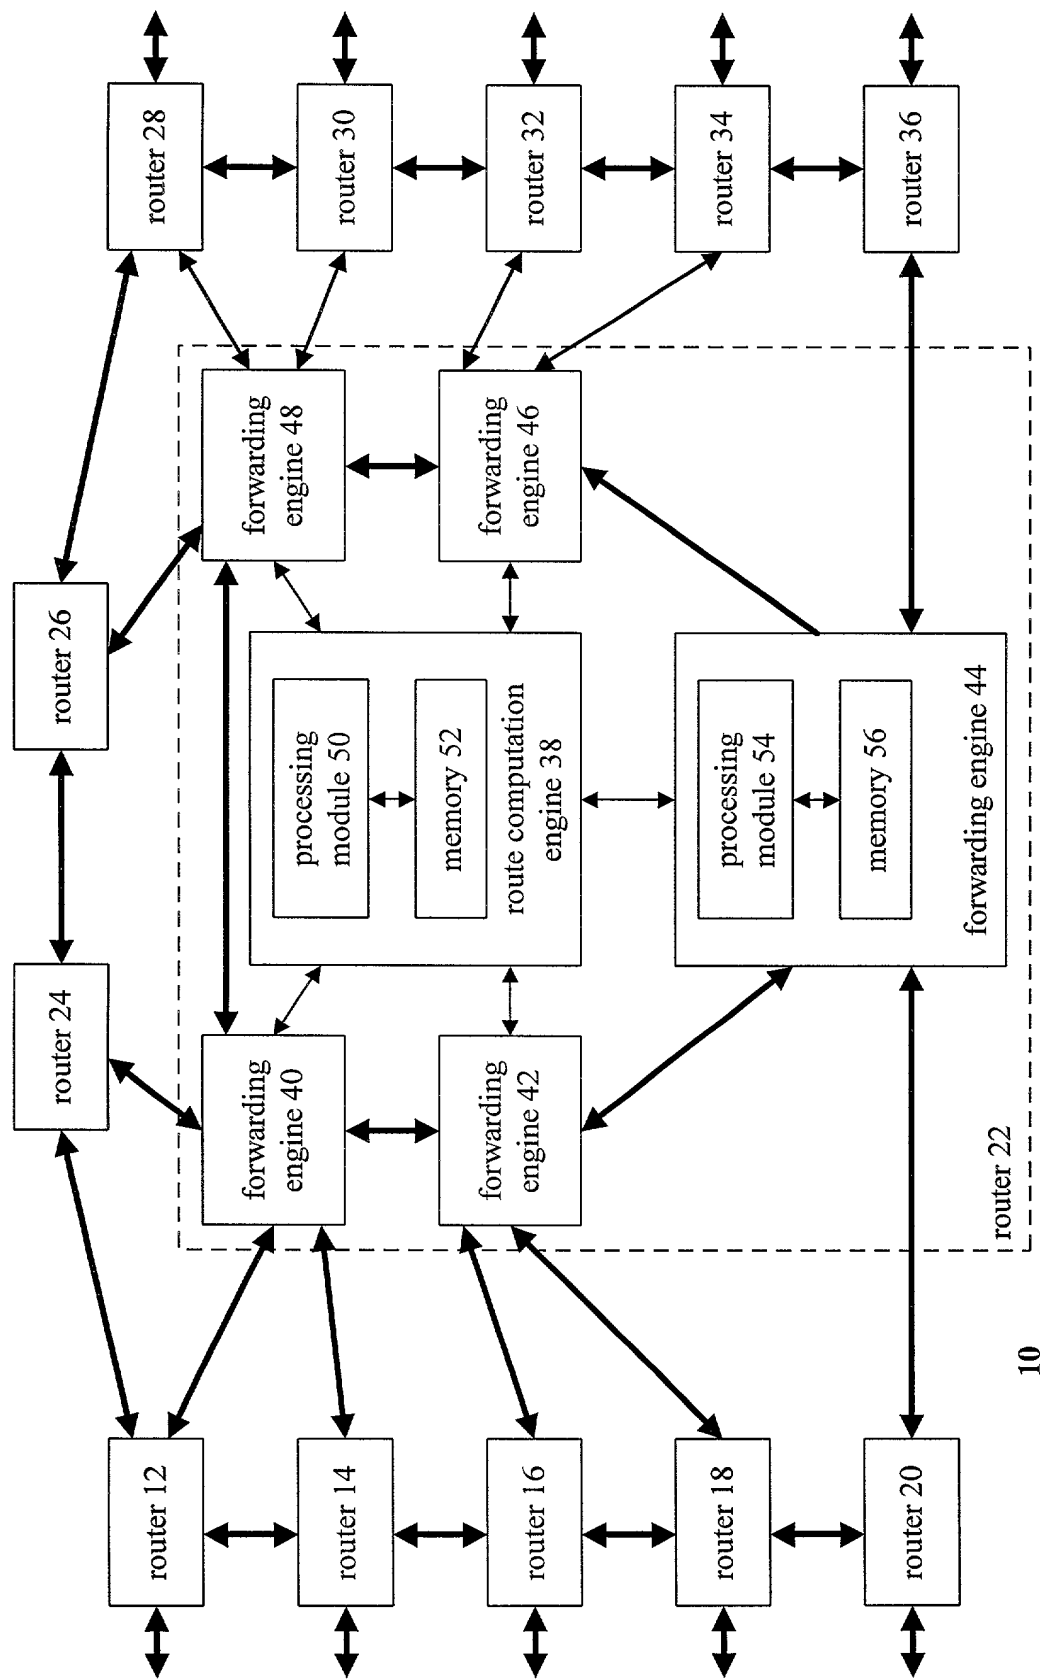 router 24
router 26
router 12
router 14
router 16
router 18
router 20
forwarding
engine 40
forwarding
engine 42
processing
module 50
memory 52
route computation
engine 38
processing
module 54
memory 56
forwarding engine 44
forwarding
engine 48
forwarding
engine 46
router 22
router 28
router 30
router 32
router 34
router 36
10